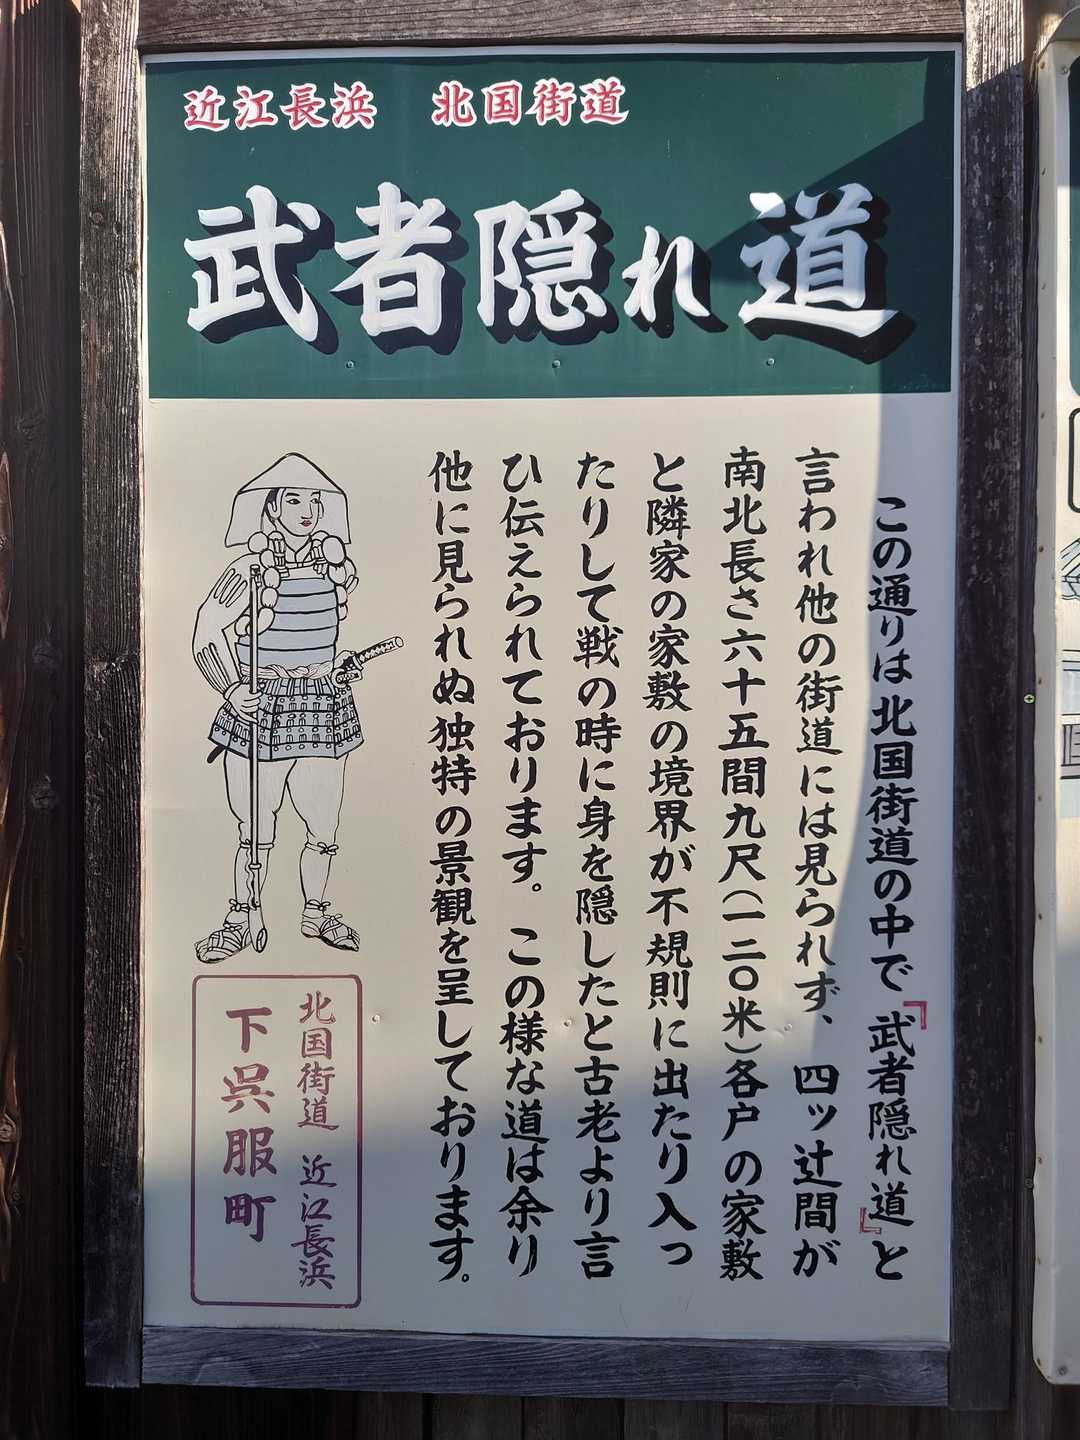 近江長浜　北国街道
武者隠れ道
この通りは北国街道の中で『武者隠れ道』と
言われ他の街道には見られず、四ッ辻間が
南北長さ六十五間九尺(一二〇米)各戸の家敷
と隣家の家敷の境界が不規則に出たり入っ
たりして戦の時に身を隠したと古老より言
ひ伝えられております。この様な道は余り
他に見られぬ独特の景観を呈しております。
北国街道　近江長浜
下呉服町